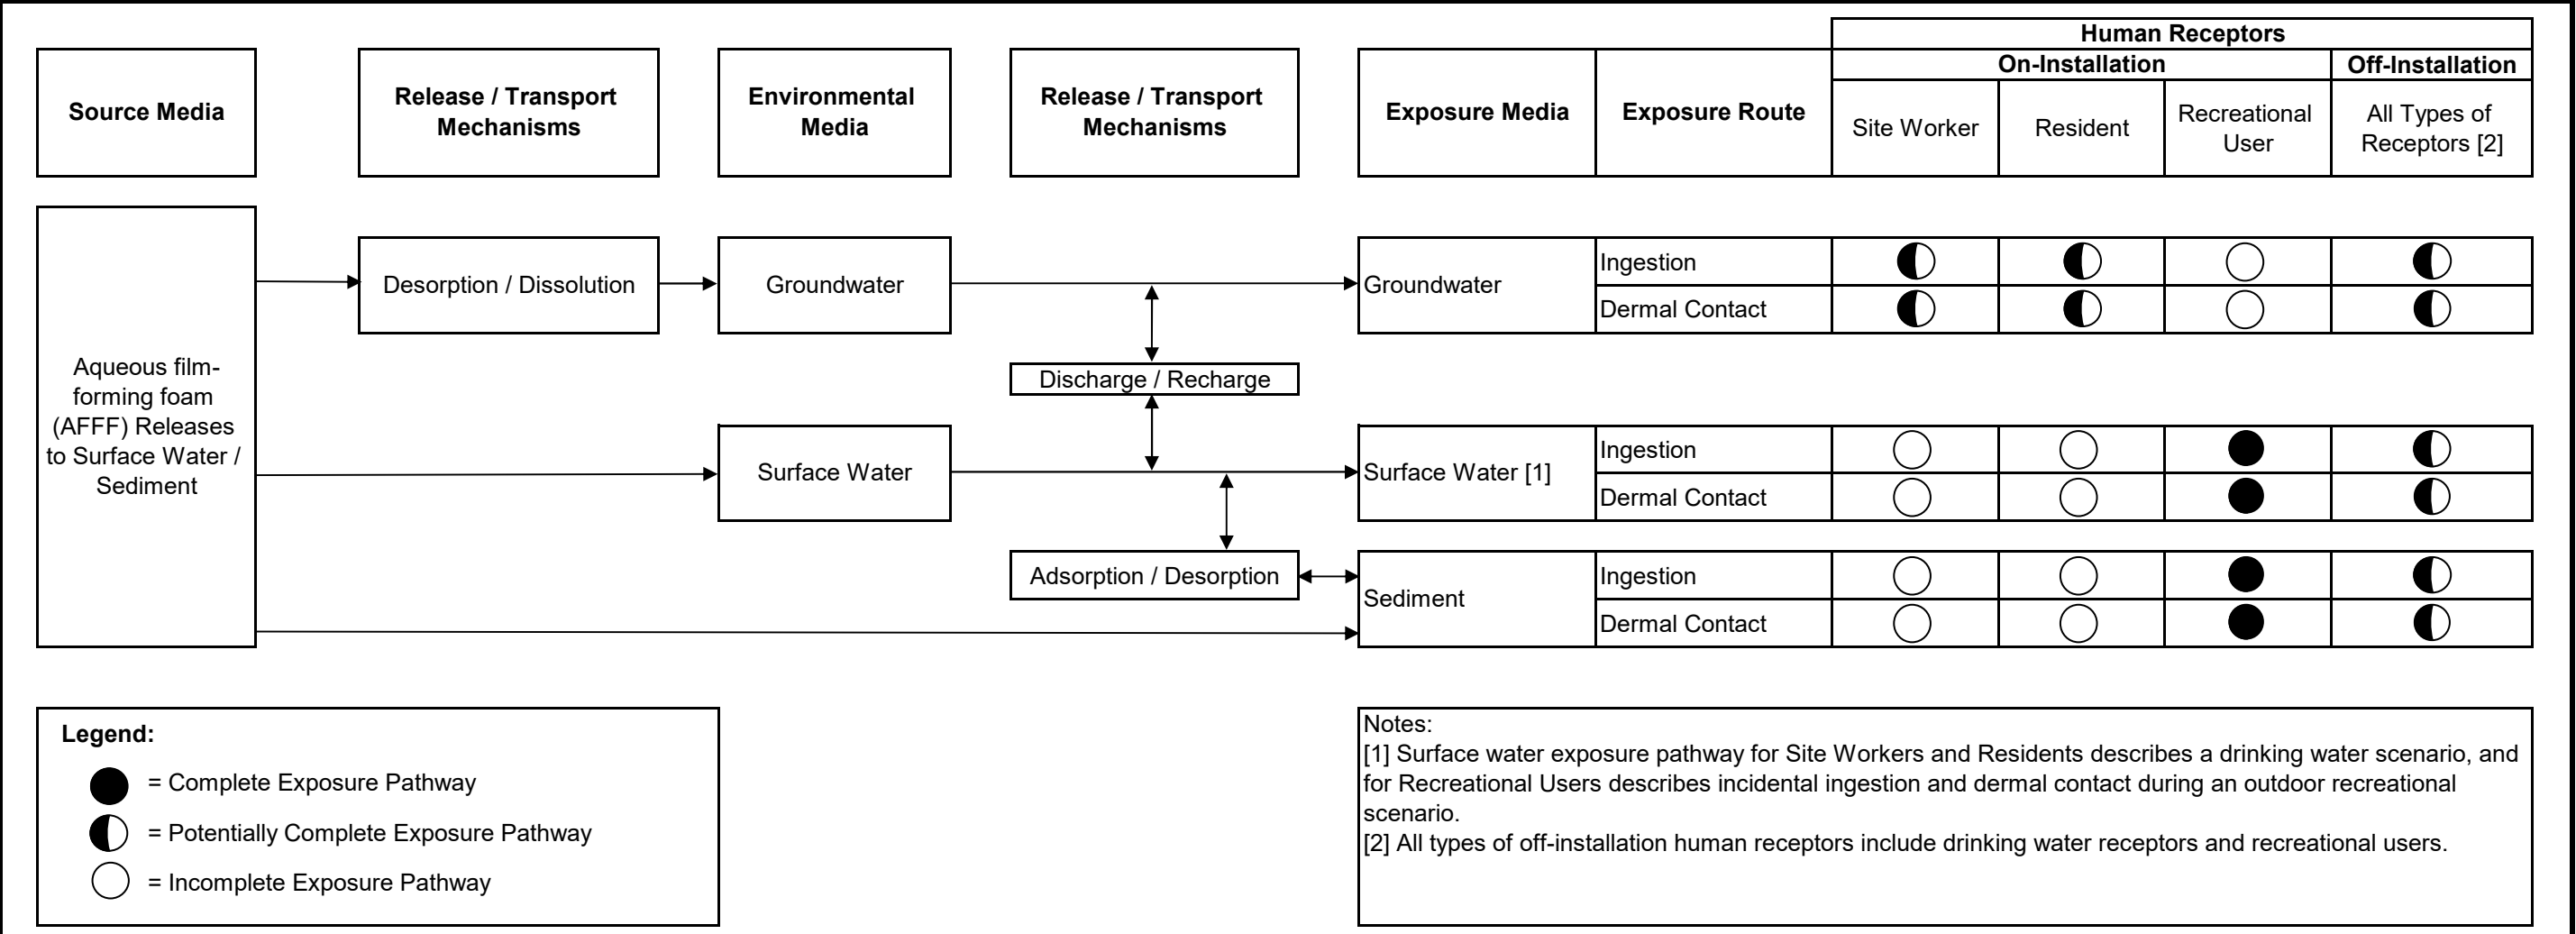 Human Receptors
On-Installation
Off-Installation
Source Media
Release / Transport
Mechanisms
Environmental
Media
Release / Transport
Mechanisms
Exposure Media
Exposure Route
Site Worker
Resident
Recreational
User
All Types of
Receptors [2]
Aqueous film-
forming foam
(AFFF) Releases
to Surface Water /
Sediment
Desorption / Dissolution
Groundwater
Groundwater
Ingestion
Dermal Contact
Discharge / Recharge
Surface Water
Surface Water [1]
Ingestion
Dermal Contact
Adsorption / Desorption
Sediment
Ingestion
Dermal Contact
Legend:
= Complete Exposure Pathway
= Potentially Complete Exposure Pathway
= Incomplete Exposure Pathway
Notes:
[1] Surface water exposure pathway for Site Workers and Residents describes a drinking water scenario, and
for Recreational Users describes incidental ingestion and dermal contact during an outdoor recreational
scenario.
[2] All types of off-installation human receptors include drinking water receptors and recreational users.